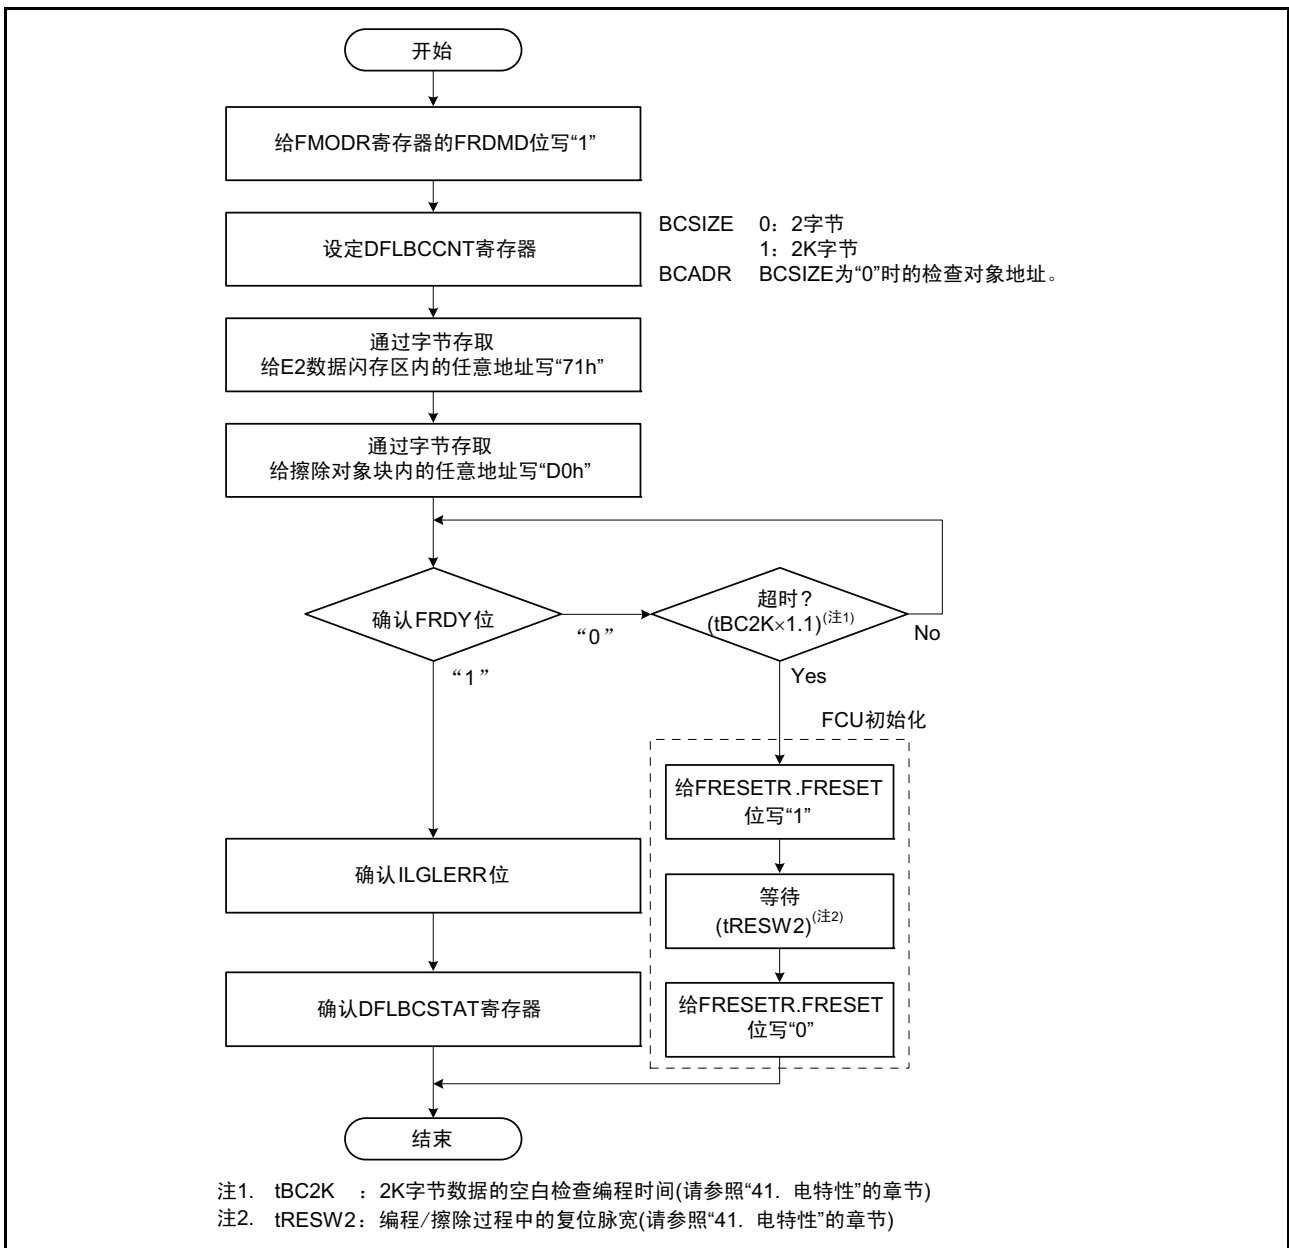 开始
给FMODR寄存器的FRDMD位写“1”
设定DFLBCCNT寄存器
BCSIZE 0：2字节
1：2K字节
BCADR BCSIZE为“0”时的检查对象地址。
通过字节存取
给E2数据闪存区内的任意地址写“71h”
通过字节存取
给擦除对象块内的任意地址写“D0h”
确认FRDY位
“0”
超时？
(tBC2K×1.1)(注1)
No
“1”
Yes
FCU初始化
给FRESETR.FRESET
位写“1”
确认ILGLERR位
等待
(tRESW2)(注2)
确认DFLBCSTAT寄存器
给FRESETR.FRESET
位写“0”
结束
注1. tBC2K ：2K字节数据的空白检查编程时间(请参照“41. 电特性”的章节)
注2. tRESW2：编程/擦除过程中的复位脉宽(请参照“41. 电特性”的章节)